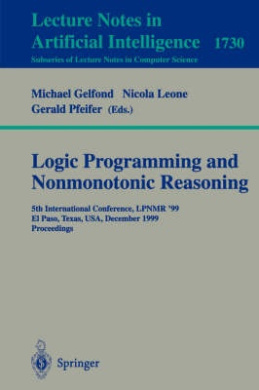 Lecture Notes in
Artificial Intelligence 1730
Subseries of Lecture Notes in Computer Science
Michael Gelfond Nicola Leone
Gerald Pfeifer (Eds.)
Logic Programming and
Nonmonotonic Reasoning
5th International Conference, LPNMR '99
El Paso, Texas, USA, December 1999
Proceedings
Springer